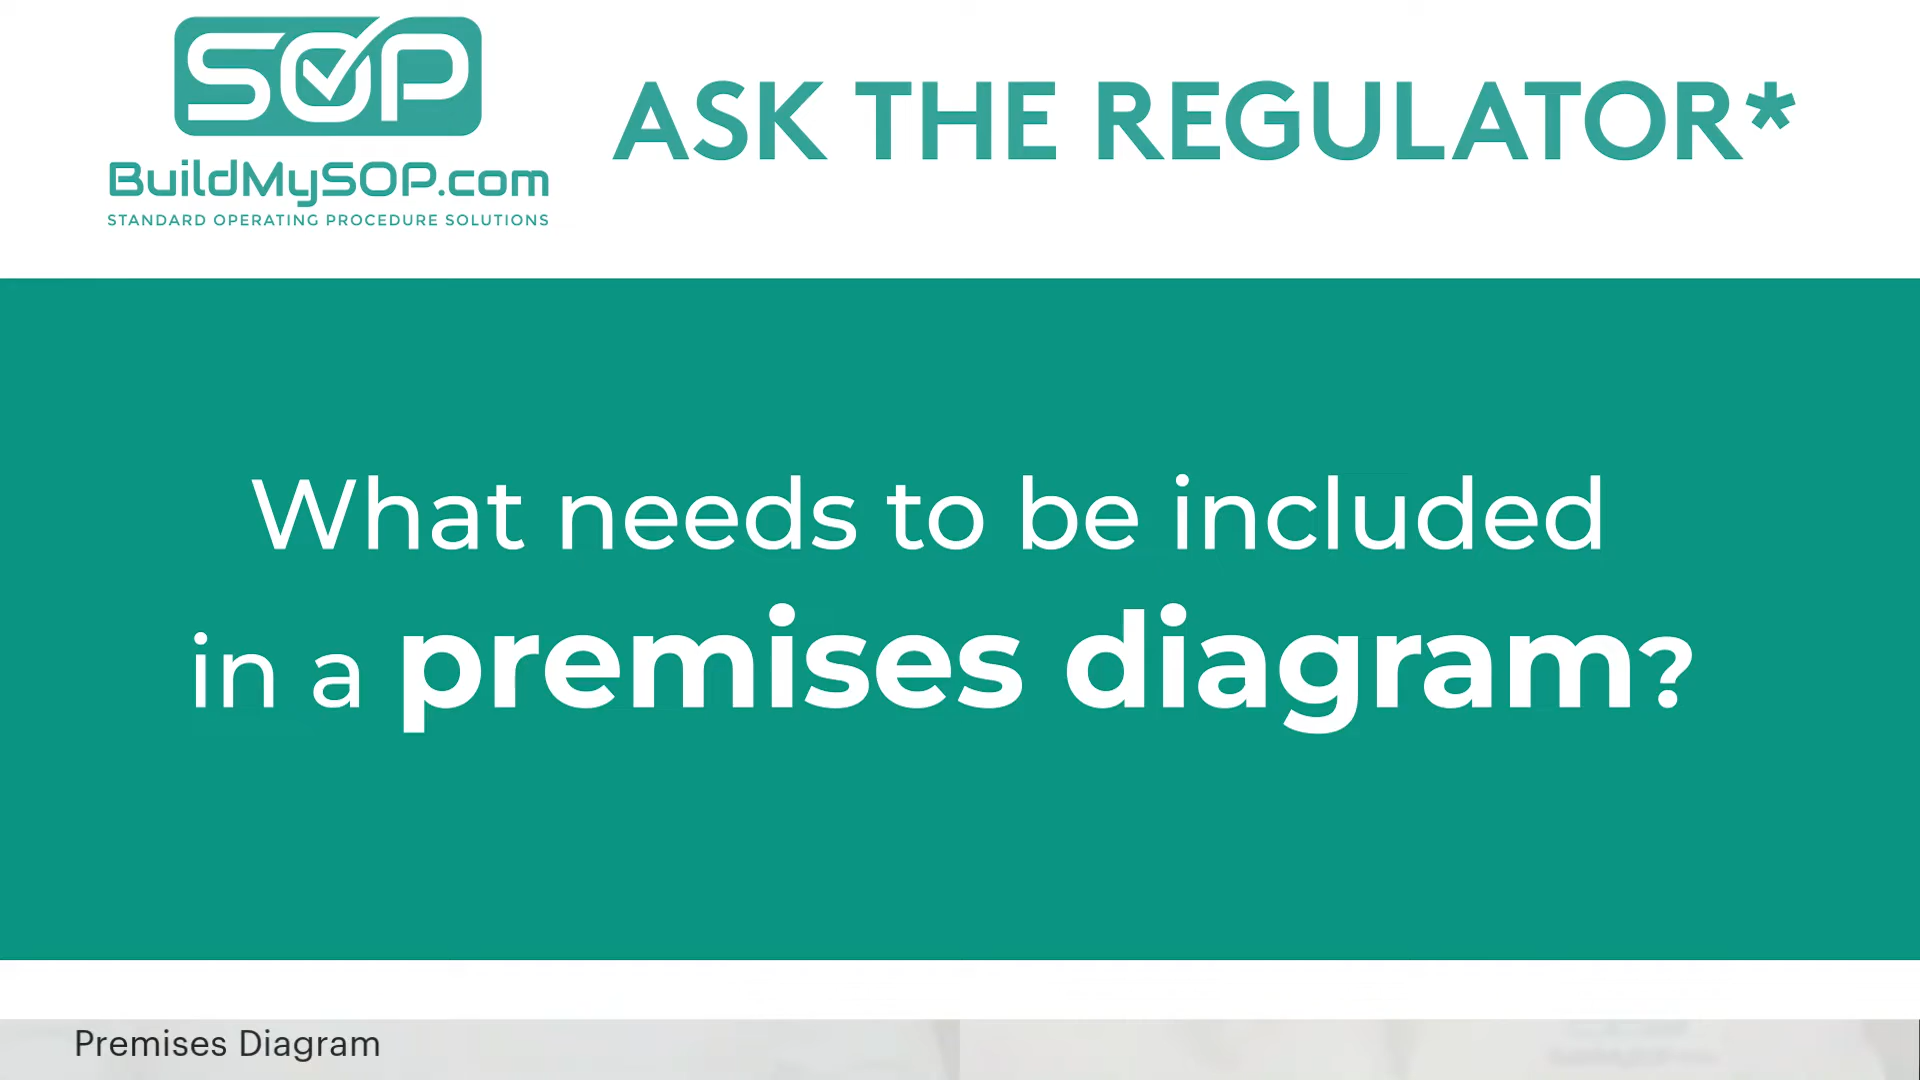 SOP
BuildMySOP.com
STANDARD OPERATING PROCEDURE SOLUTIONS
ASK THE REGULATOR*
What needs to be included
in a premises diagram?
Premises Diagram